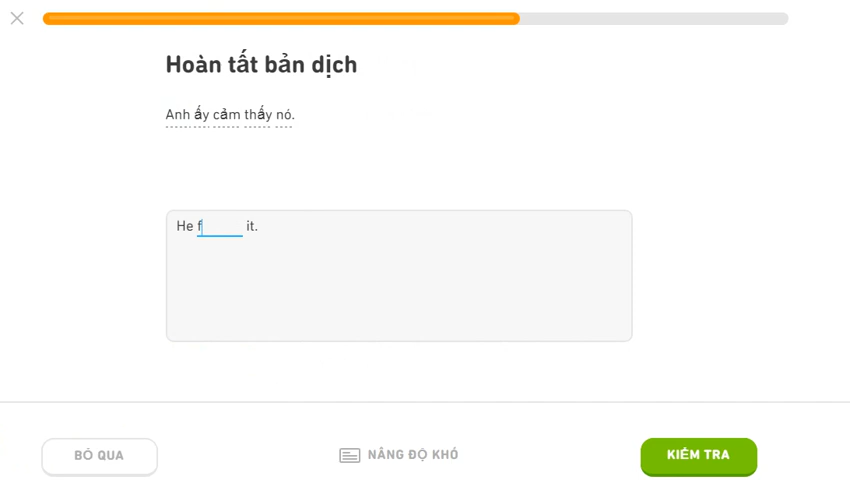 Hoàn tất bản dịch
Anh ấy cảm thấy nó.
He f it.
BỎ QUA
NÂNG ĐỘ KHÓ
KIỂM TRA